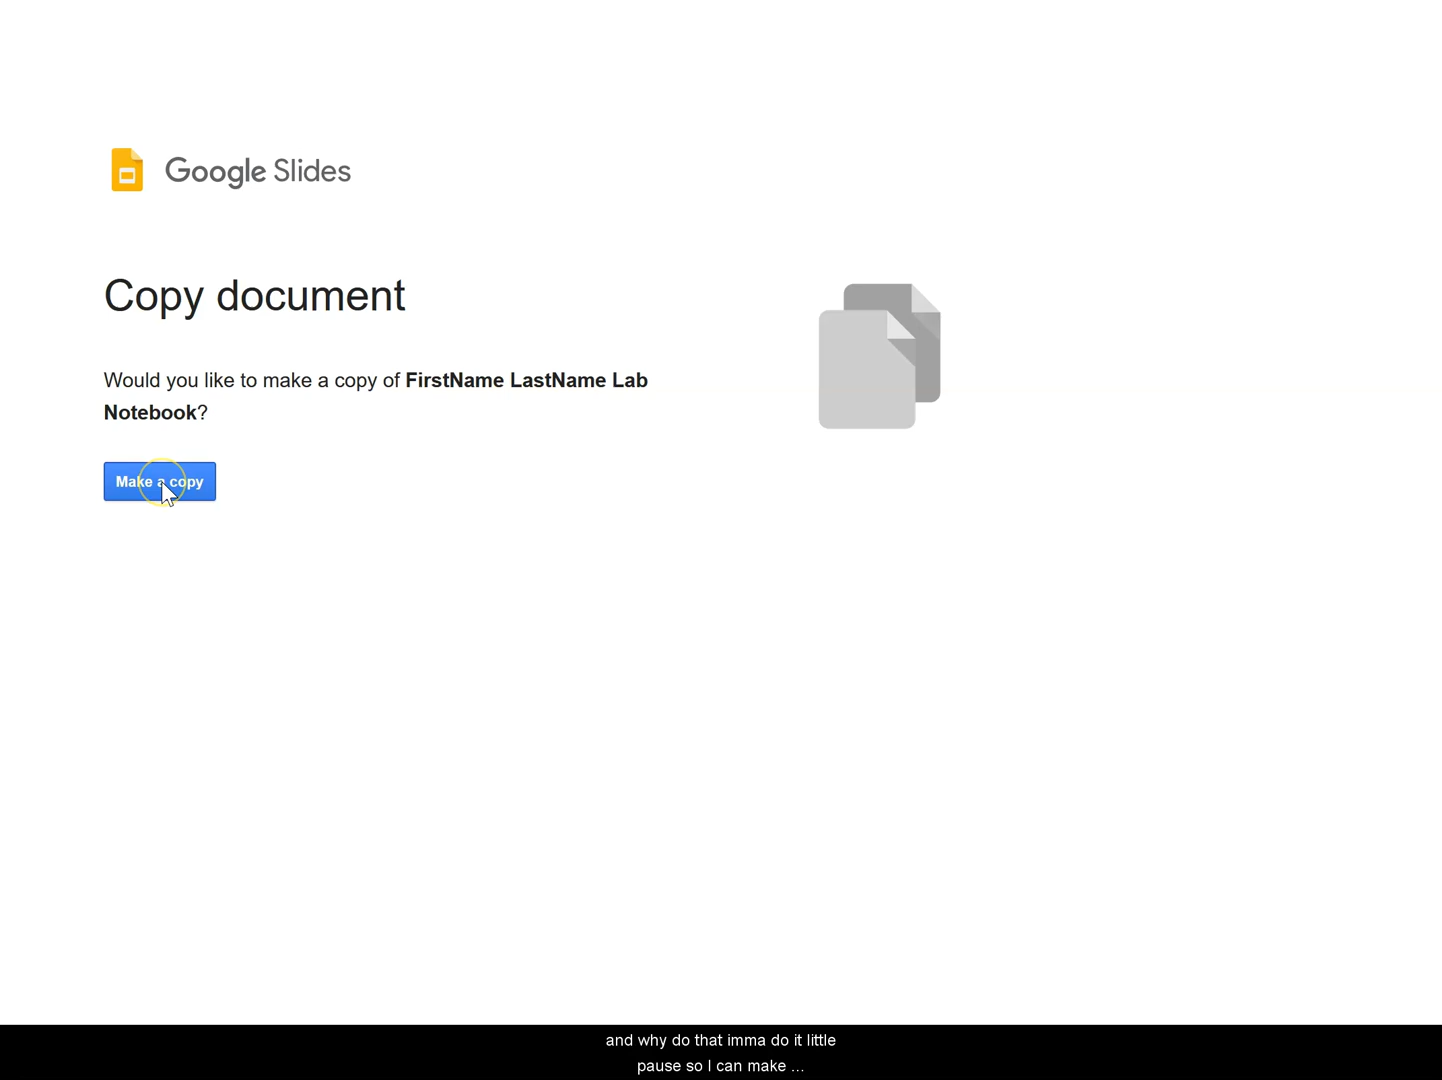 Google Slides
Copy document
Would you like to make a copy of FirstName LastName Lab
Notebook?
Make a copy
and why do that imma do it little
pause so I can make ...